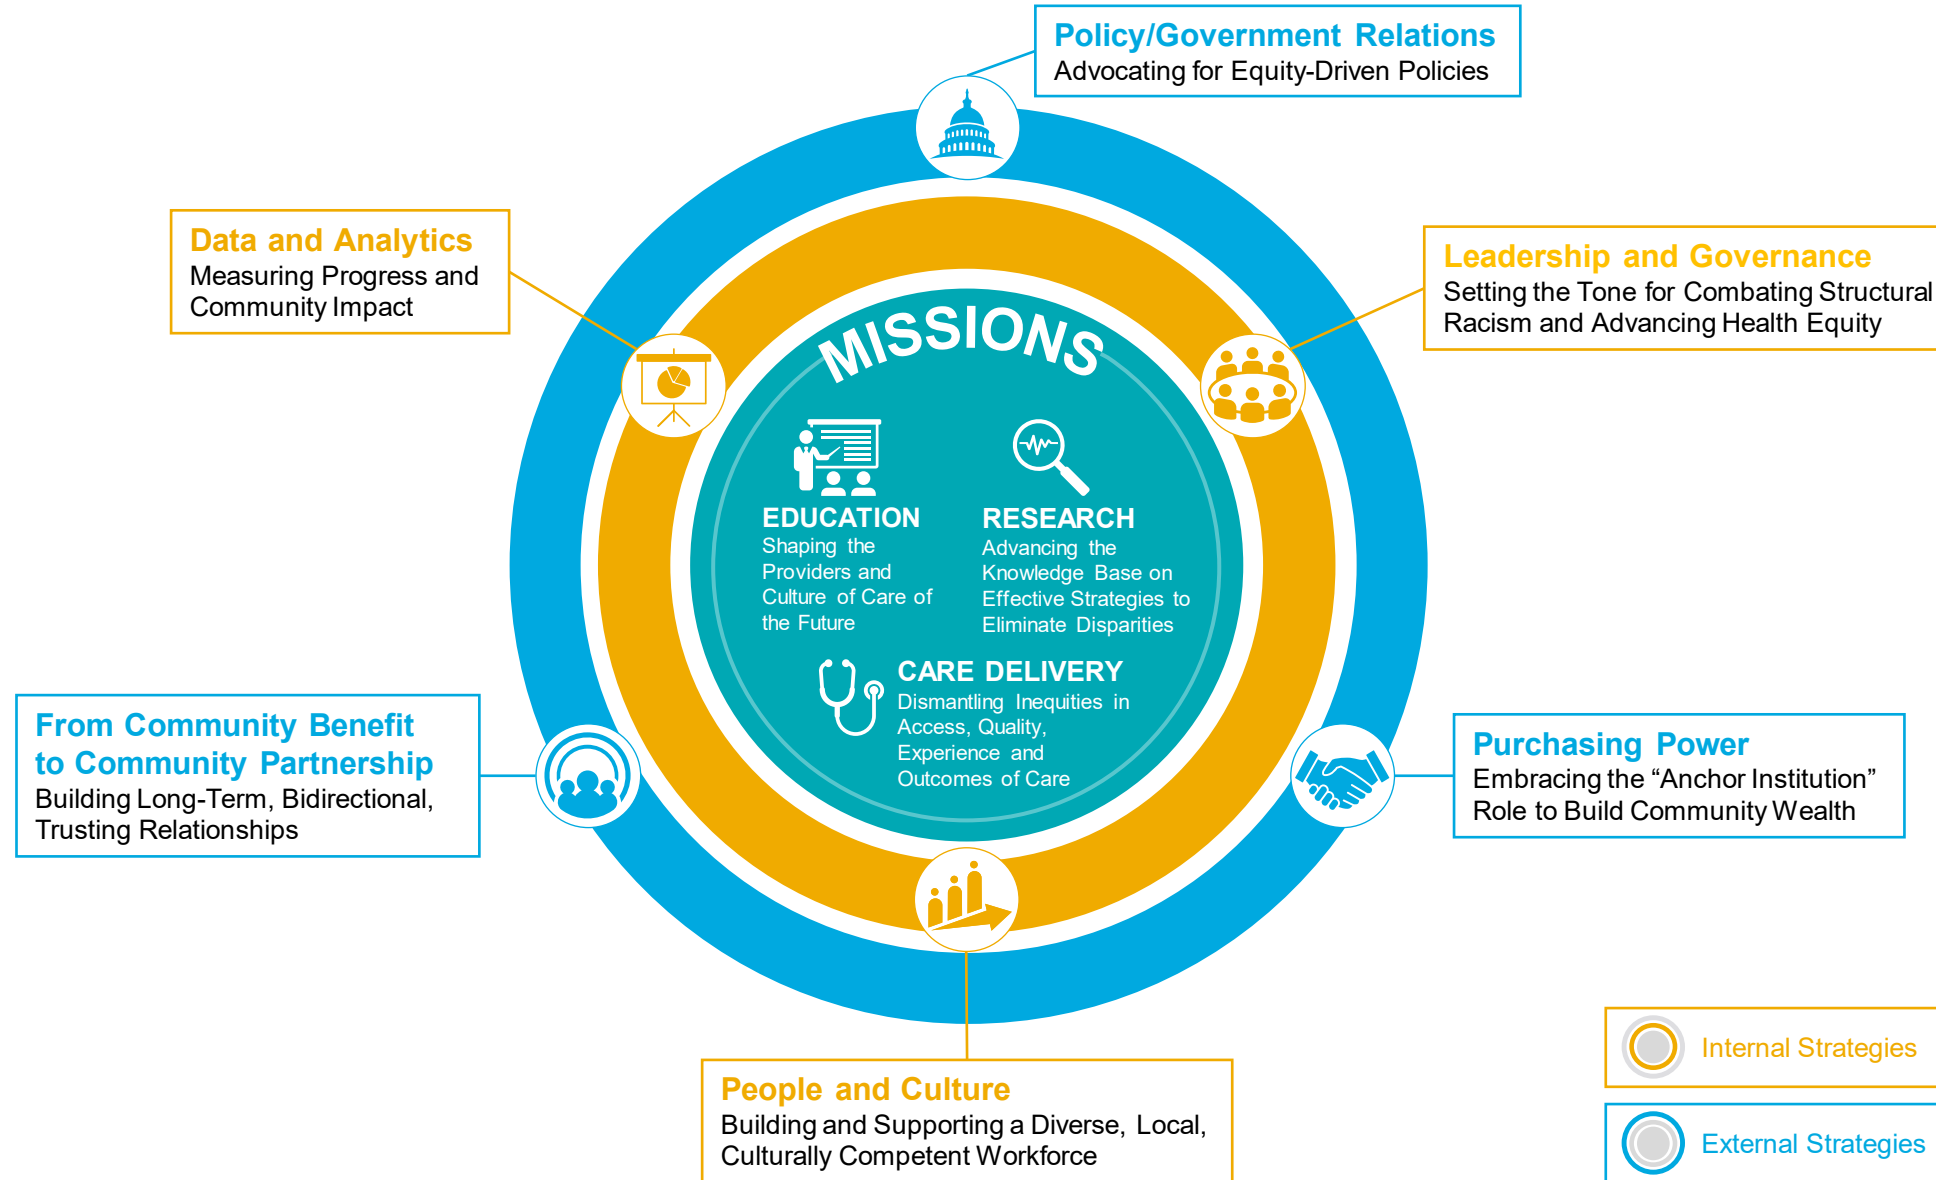 Policy/Government Relations
Advocating for Equity-Driven Policies
Data and Analytics
Measuring Progress and
Community Impact
Leadership and Governance
Setting the Tone for Combating Structural
Racism and Advancing Health Equity
MISSIONS
EDUCATION
Shaping the
Providers and
Culture of Care of
the Future
RESEARCH
Advancing the
Knowledge Base on
Effective Strategies to
Eliminate Disparities
CARE DELIVERY
Dismantling Inequities in
Access, Quality,
Experience and
Outcomes of Care
From Community Benefit
to Community Partnership
Building Long-Term, Bidirectional,
Trusting Relationships
Purchasing Power
Embracing the “Anchor Institution”
Role to Build Community Wealth
People and Culture
Building and Supporting a Diverse, Local,
Culturally Competent Workforce
Internal Strategies
External Strategies